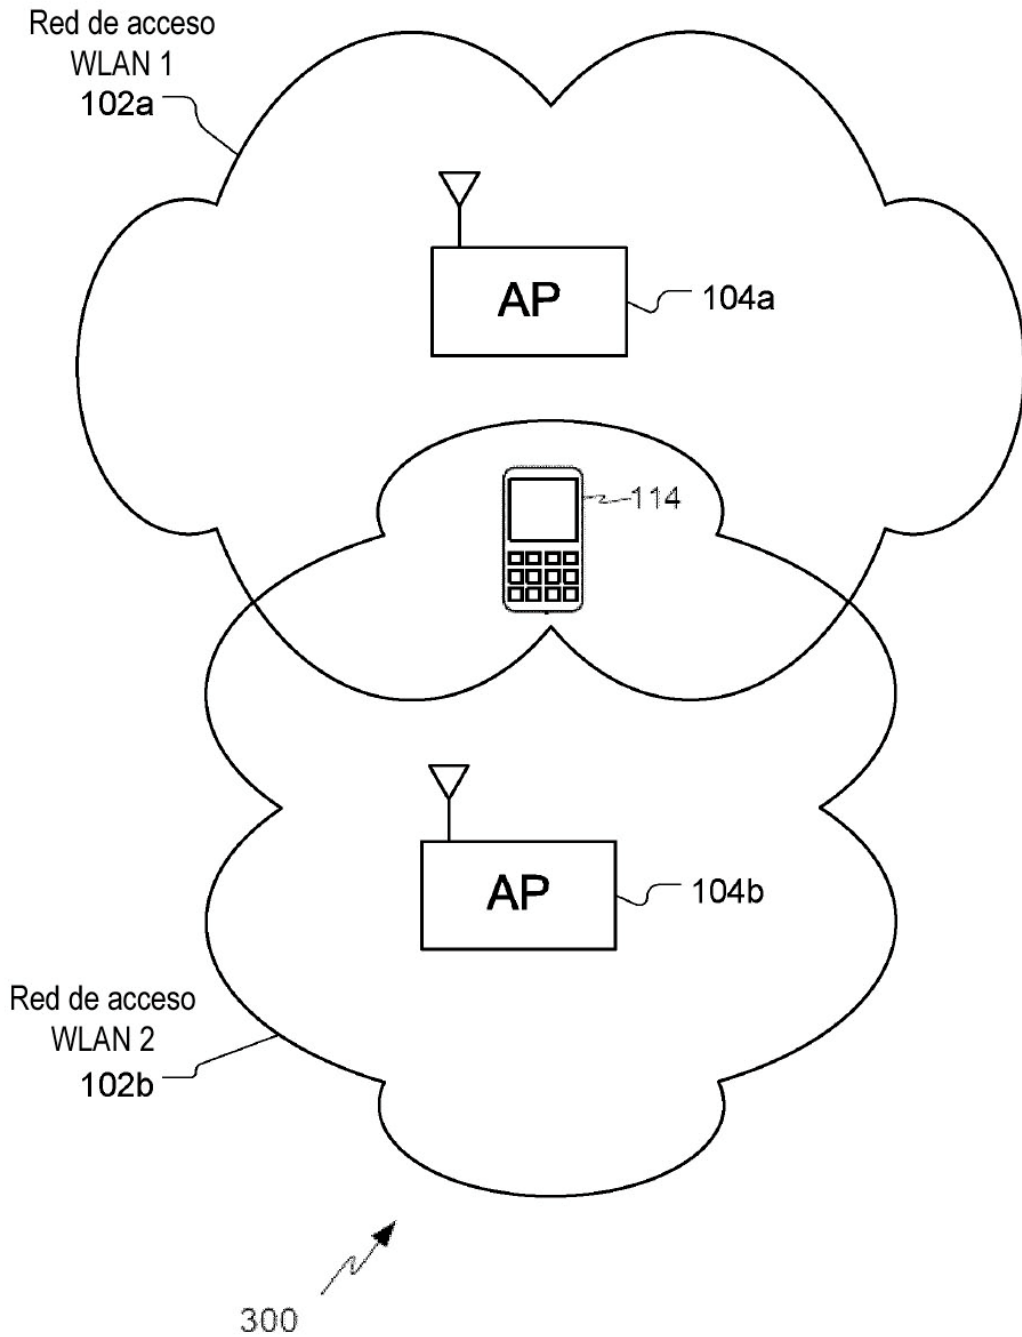 Red de acceso
WLAN 1
102a
AP
104a
114
AP
104b
Red de acceso
WLAN 2
102b
300